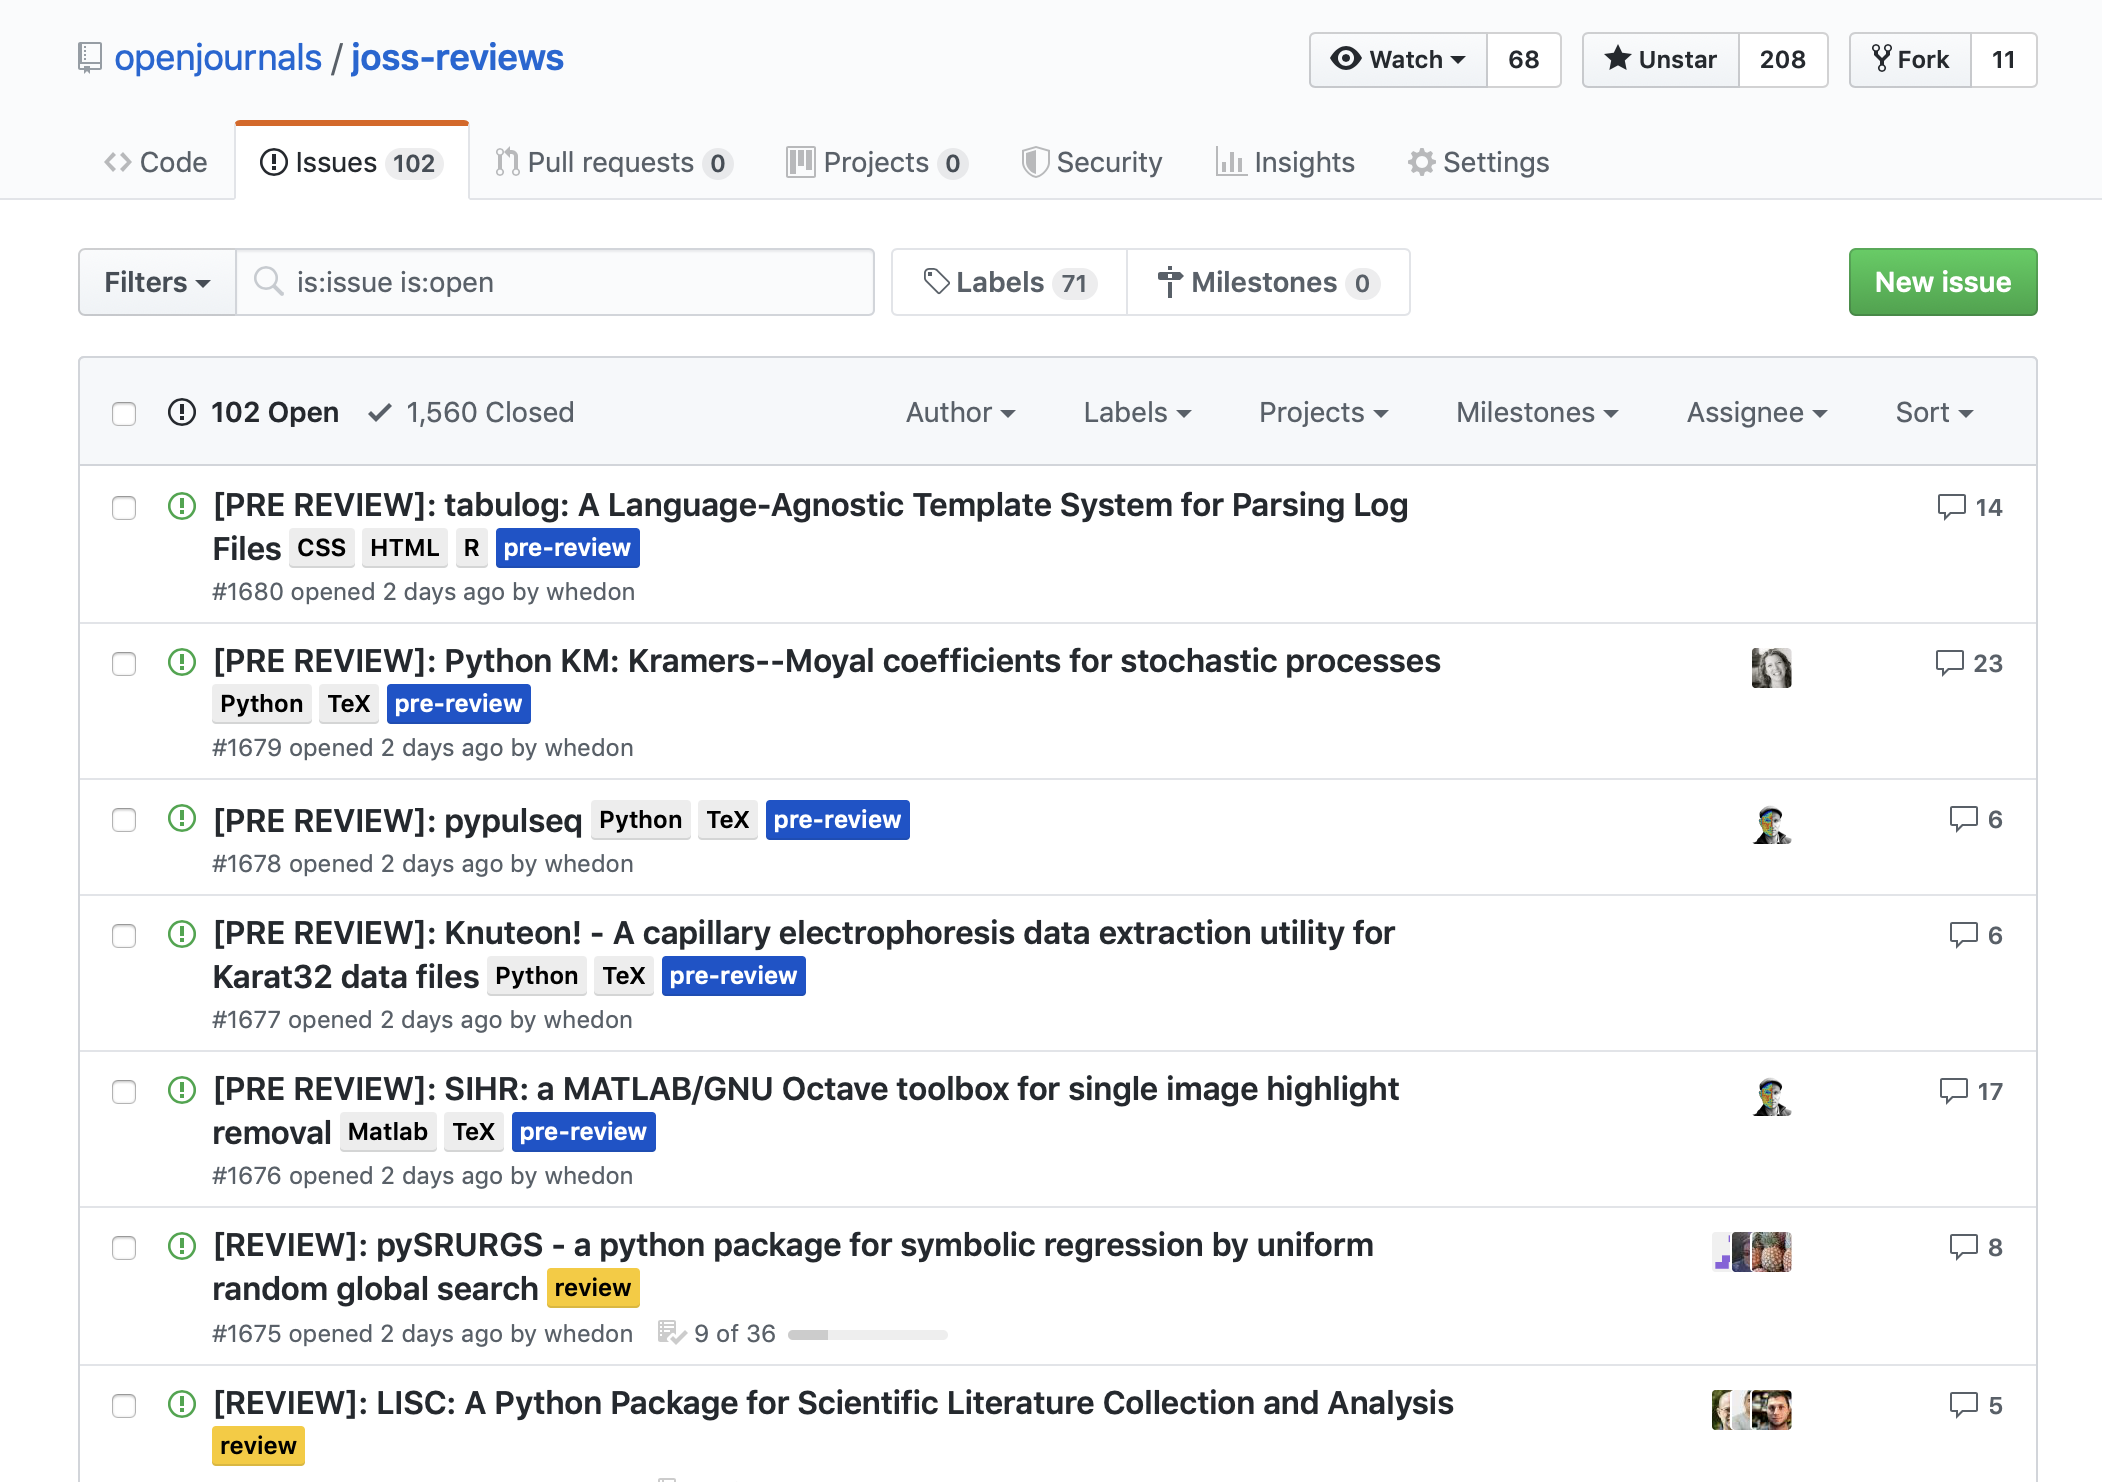 openjournals / joss-reviews
Watch 68 Unstar 208 Fork 11
Code Issues 102 Pull requests 0 Projects 0 Security Insights Settings
Filters is:issue is:open Labels 71 Milestones 0 New issue
102 Open 1,560 Closed Author Labels Projects Milestones Assignee Sort
[PRE REVIEW]: tabulog: A Language-Agnostic Template System for Parsing Log 14
Files CSS HTML R pre-review
#1680 opened 2 days ago by whedon
[PRE REVIEW]: Python KM: Kramers--Moyal coefficients for stochastic processes 23
Python TeX pre-review
#1679 opened 2 days ago by whedon
[PRE REVIEW]: pypulseq Python TeX pre-review 6
#1678 opened 2 days ago by whedon
[PRE REVIEW]: Knuteon! - A capillary electrophoresis data extraction utility for 6
Karat32 data files Python TeX pre-review
#1677 opened 2 days ago by whedon
[PRE REVIEW]: SIHR: a MATLAB/GNU Octave toolbox for single image highlight 17
removal Matlab TeX pre-review
#1676 opened 2 days ago by whedon
[REVIEW]: pySRURGS - a python package for symbolic regression by uniform 8
random global search review
#1675 opened 2 days ago by whedon 9 of 36
[REVIEW]: LISC: A Python Package for Scientific Literature Collection and Analysis 5
review